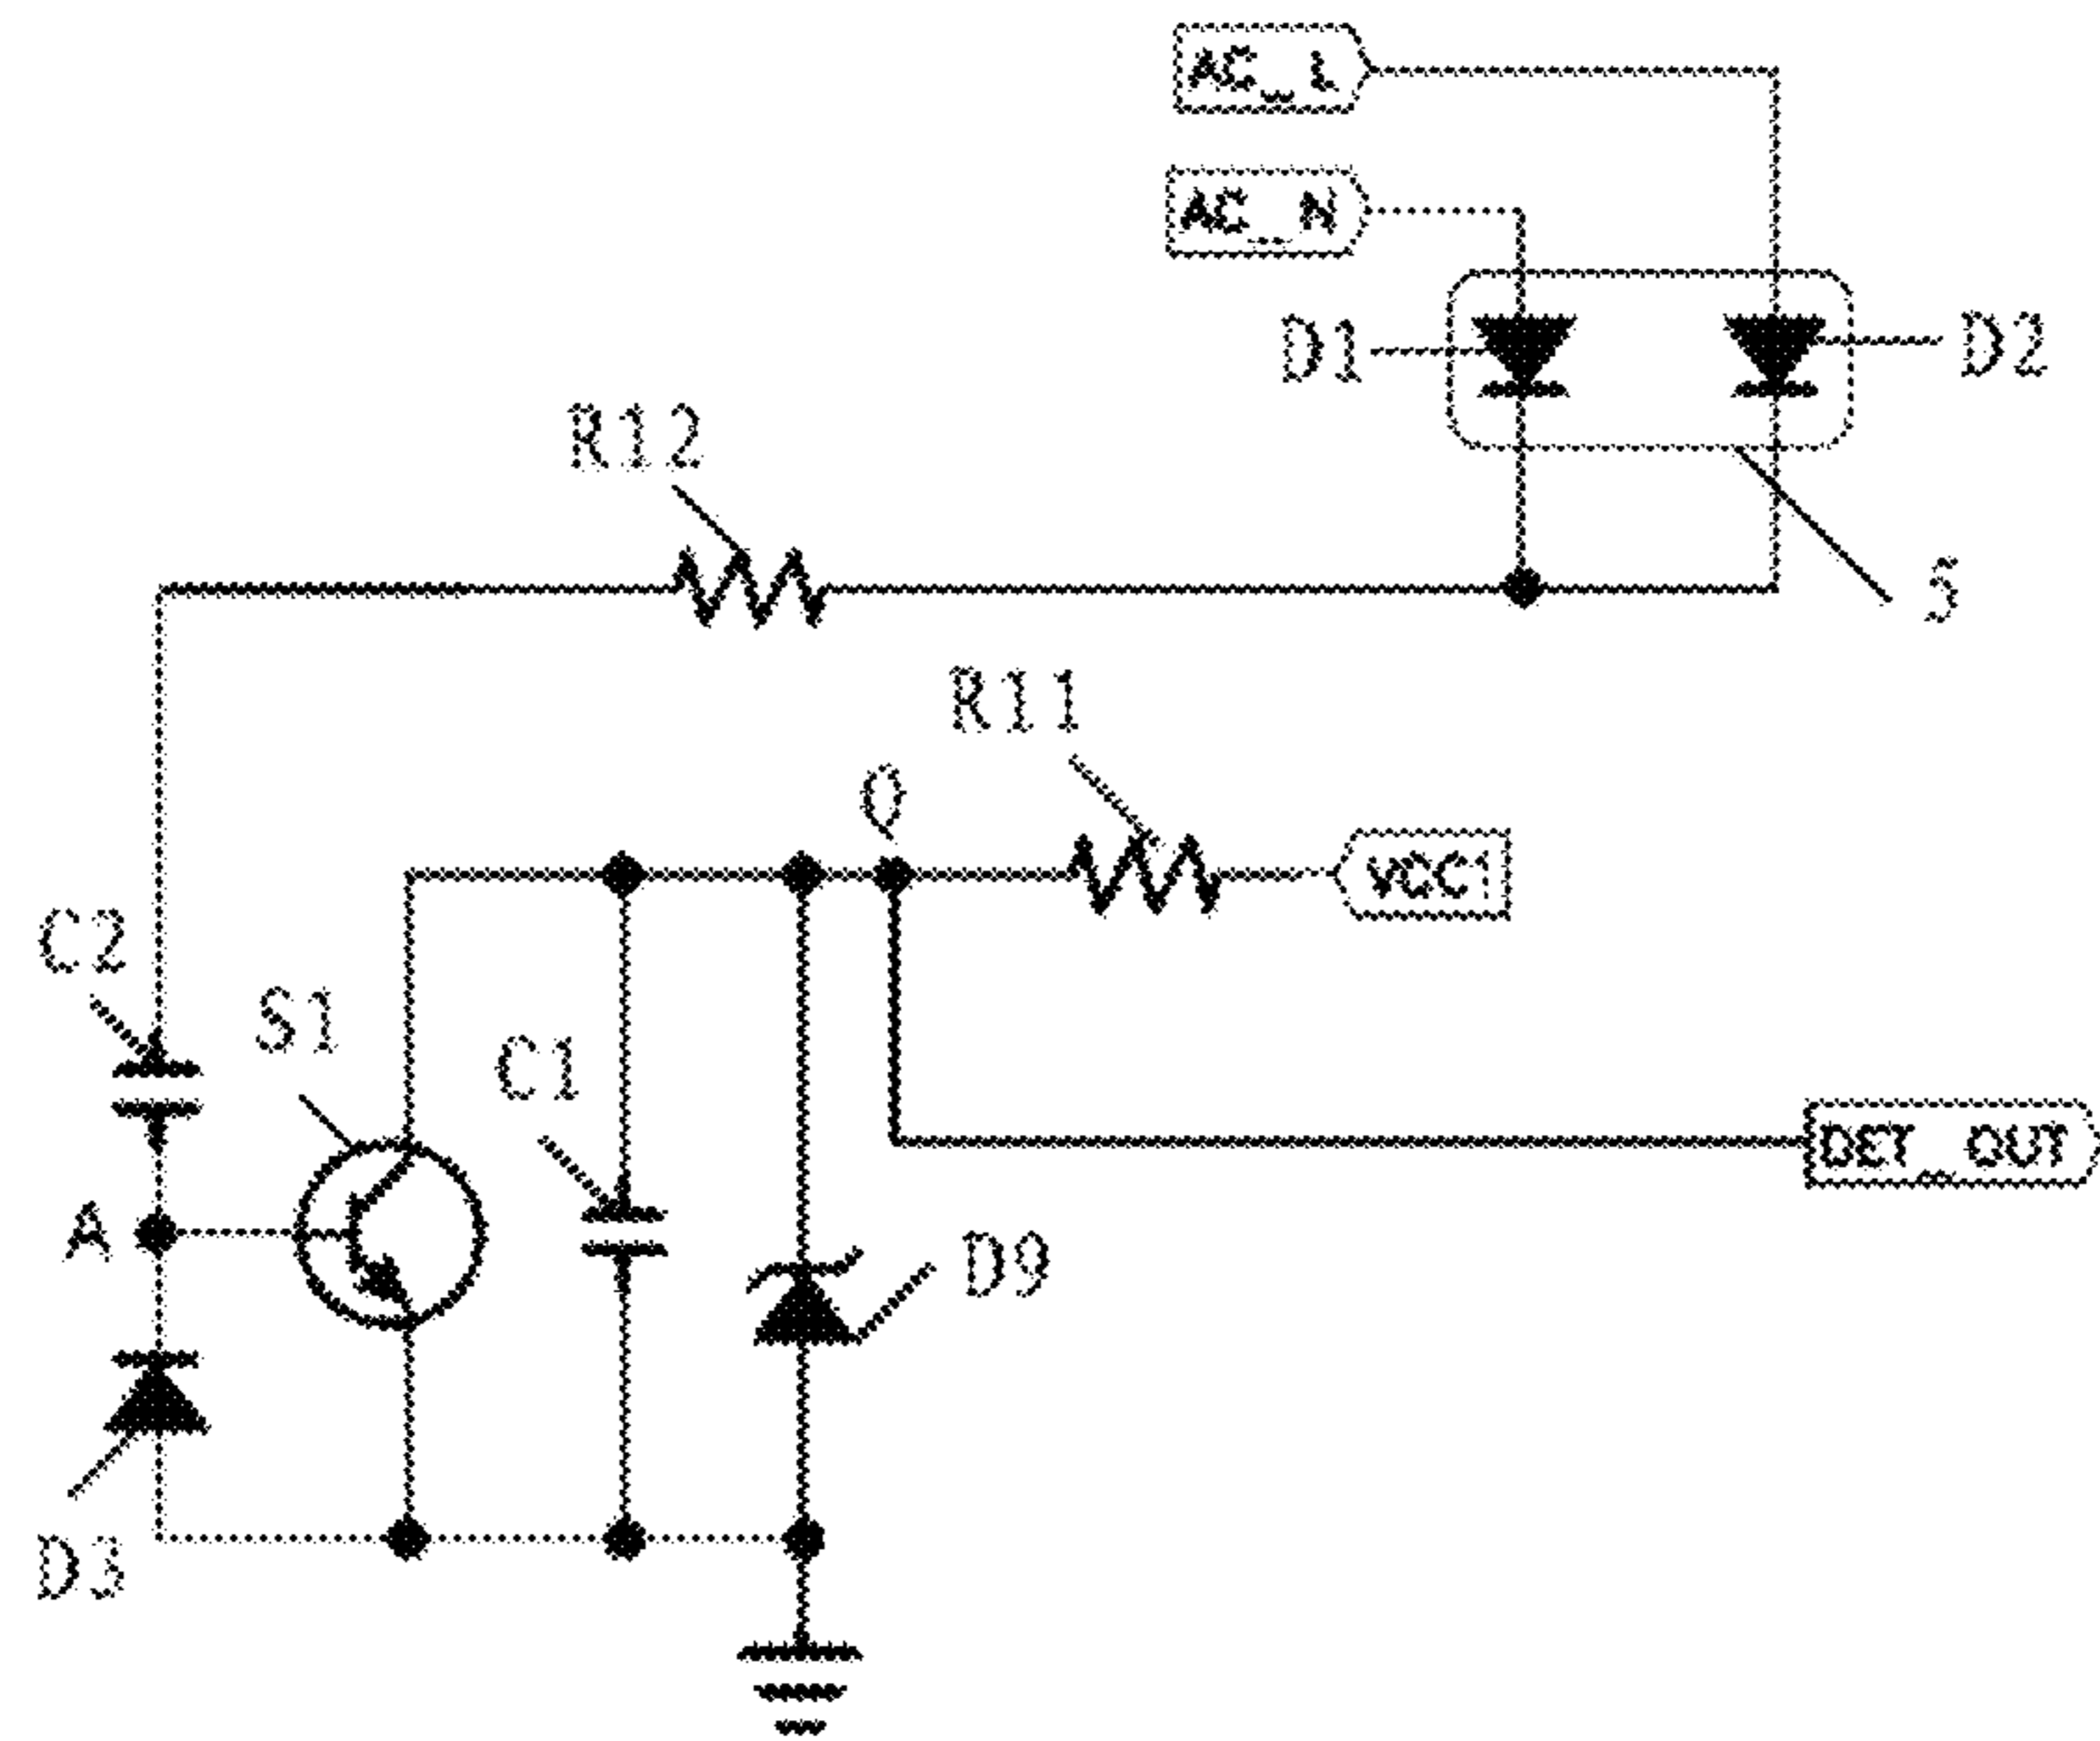 AC_L
AC_N
D1
D2
R12
5
R11
Q
VCC1
C2
S1
C1
DET_OUT
A
D9
D3